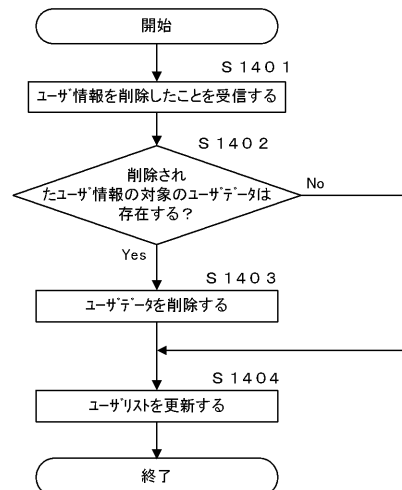 開始
S1401
ユーザ情報を削除したことを受信する
S1402
削除され
たユーザ情報の対象のユーザデータは
存在する?
No
Yes
S1403
ユーザデータを削除する
S1404
ユーザリストを更新する
終了